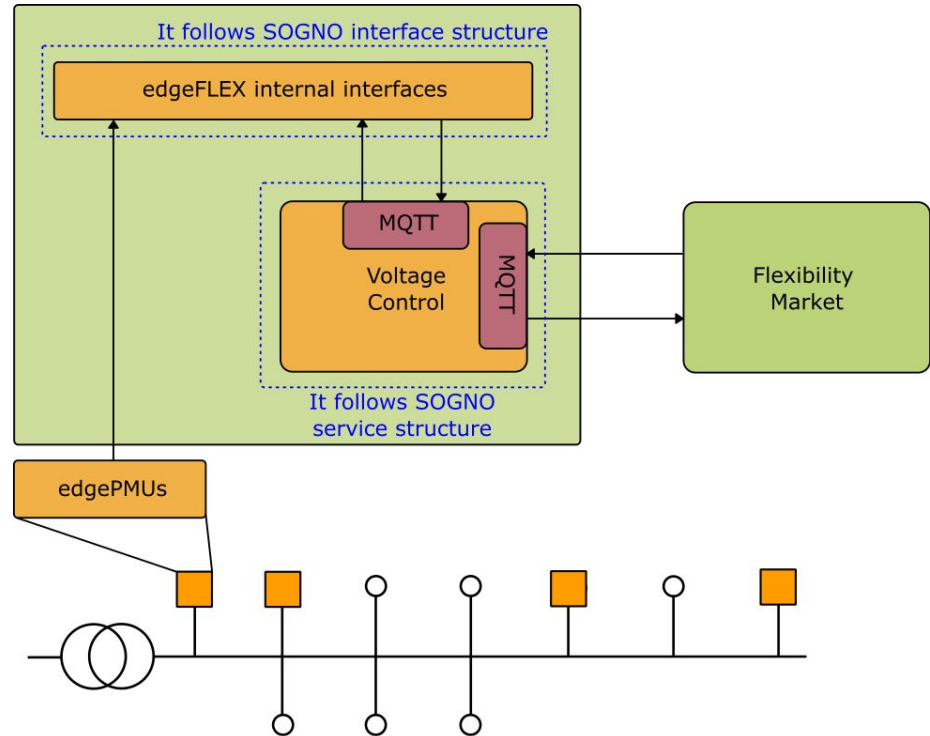 It follows SOGNO interface structure
edgeFLEX internal interfaces
MQTT
Voltage
Control
MQTT
Flexibility
Market
It follows SOGNO
service structure
edgePMUs